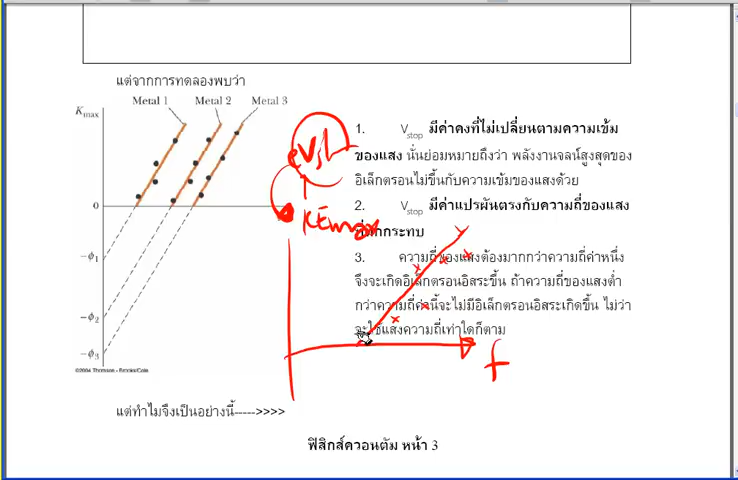 แต่จากการทดลองพบว่า
Metal 1 Metal 2 Metal 3
Kmax
0
−ϕ1
−ϕ2
−ϕ3
©2004 Thomson - Brooks/Cole
eVs
KEmax
f
1. Vstop มีค่าคงที่ไม่เปลี่ยนตามความเข้ม
ของแสง นั่นย่อมหมายถึงว่า พลังงานจลน์สูงสุดของ
อิเล็กตรอนไม่ขึ้นกับความเข้มของแสงด้วย
2. Vstop มีค่าแปรผันตรงกับความถี่ของแสง
ที่ตกกระทบ
3. ความถี่ของแสงต้องมากกว่าความถี่ค่าหนึ่ง
จึงจะเกิดอิเล็กตรอนอิสระขึ้น ถ้าความถี่ของแสงต่ำ
กว่าความถี่ค่านี้จะไม่มีอิเล็กตรอนอิสระเกิดขึ้น ไม่ว่า
จะใช้แสงความถี่เท่าใดก็ตาม
แต่ทำไมจึงเป็นอย่างนี้----->>>>
ฟิสิกส์ควอนตัม หน้า 3